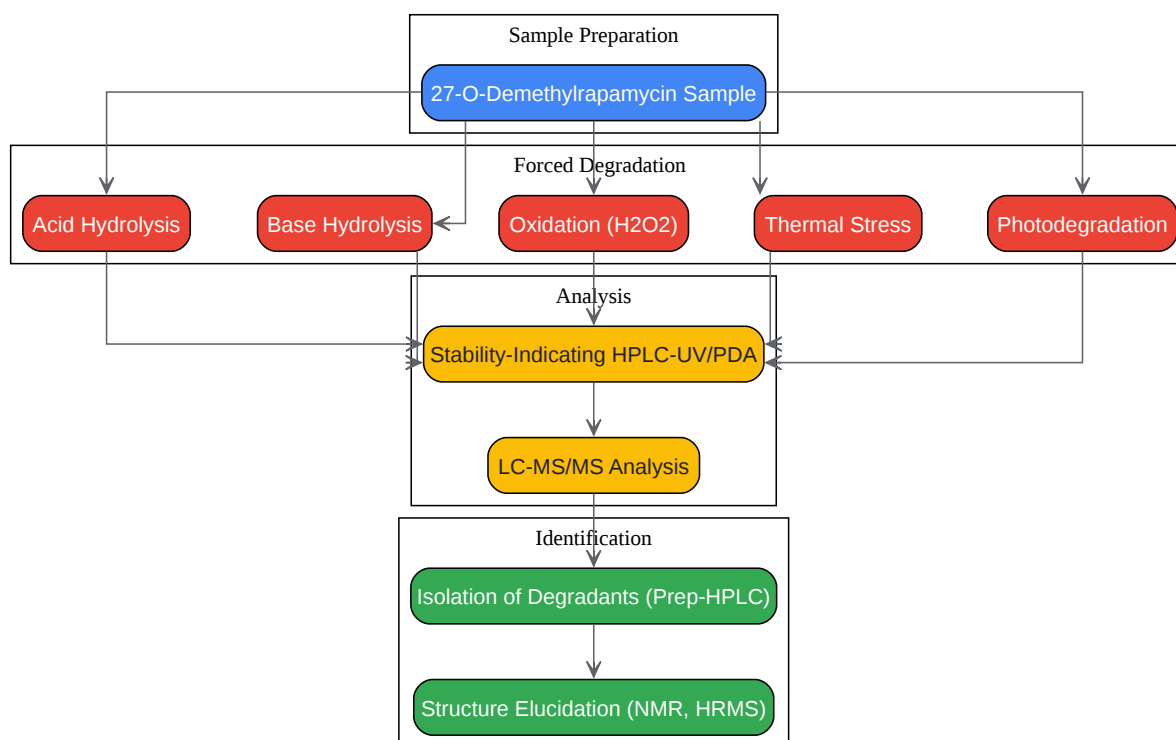 Sample Preparation
27-O-Demethylrapamycin Sample
Forced Degradation
Acid Hydrolysis
Base Hydrolysis
Oxidation (H2O2)
Thermal Stress
Photodegradation
Analysis
Stability-Indicating HPLC-UV/PDA
LC-MS/MS Analysis
Identification
Isolation of Degradants (Prep-HPLC)
Structure Elucidation (NMR, HRMS)